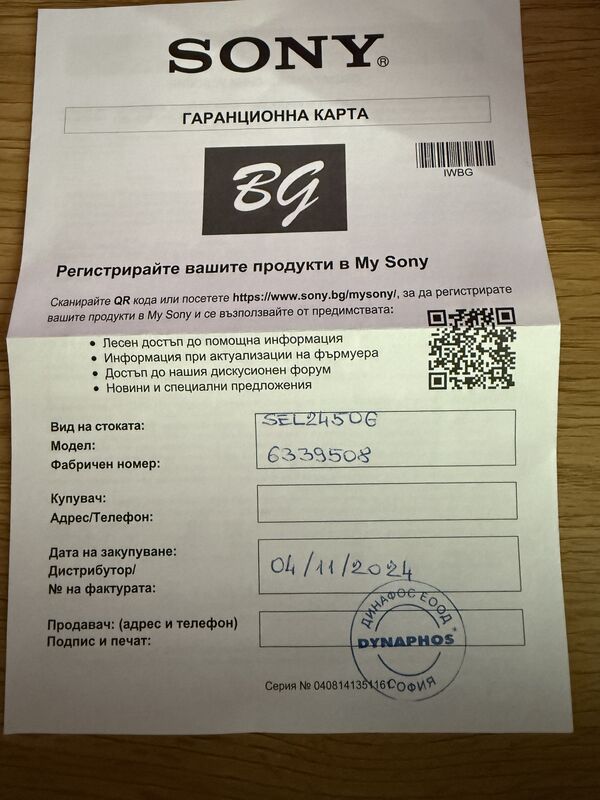 SONY®
ГАРАНЦИОННА КАРТА
BG
IWBG
Регистрирайте вашите продукти в My Sony
Сканирайте QR кода или посетете https://www.sony.bg/mysony/, за да регистрирате
вашите продукти в My Sony и се възползвайте от предимствата:
• Лесен достъп до помощна информация
• Информация при актуализации на фърмуера
• Достъп до нашия дискусионен форум
• Новини и специални предложения
Вид на стоката:
SEL2450G
Модел:
Фабричен номер:
6339508
Купувач:
Адрес/Телефон:
Дата на закупуване:
Дистрибутор/
04/11/2024
№ на фактурата:
Продавач: (адрес и телефон)
Подпис и печат:
ДИНАФОС ЕООД *
DYNAPHOS
СОФИЯ
Серия № 0408141351161